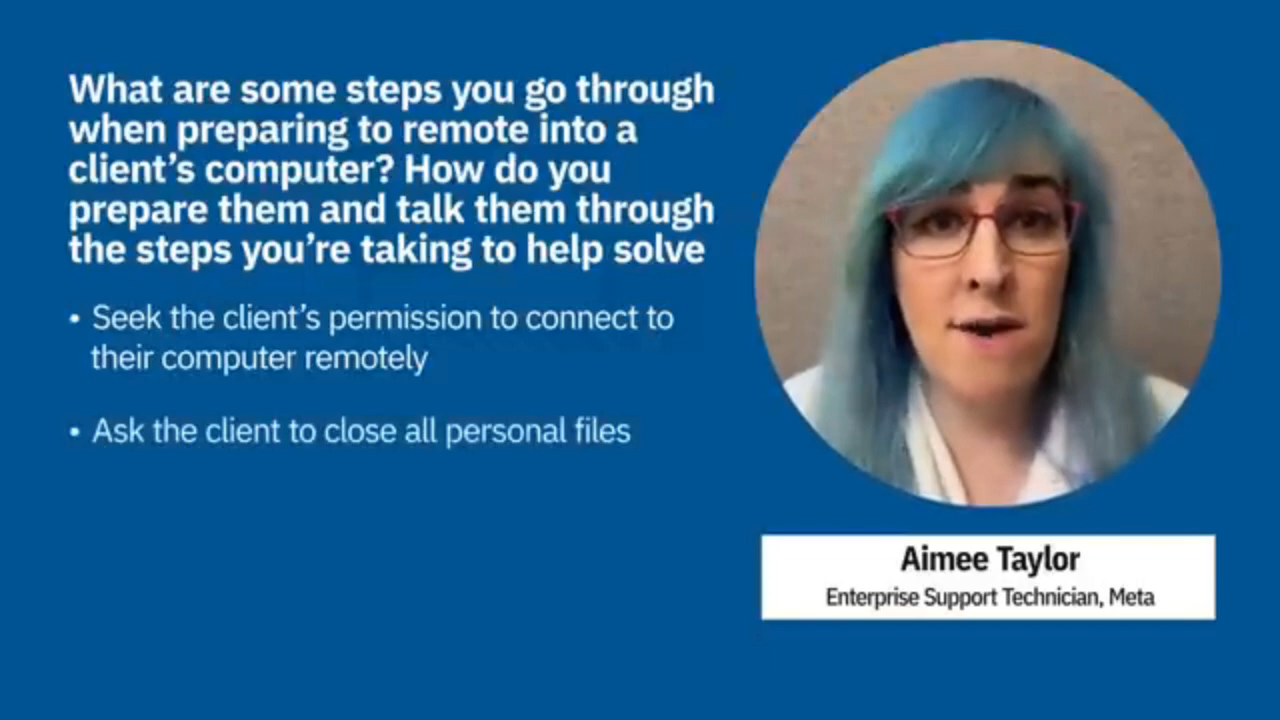 What are some steps you go through
when preparing to remote into a
client’s computer? How do you
prepare them and talk them through
the steps you’re taking to help solve
• Seek the client’s permission to connect to
their computer remotely
• Ask the client to close all personal files
Aimee Taylor
Enterprise Support Technician, Meta